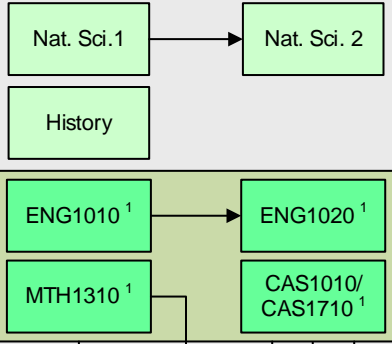 Nat. Sci.1
Nat. Sci. 2
History
ENG1010 ¹
ENG1020 ¹
MTH1310 ¹
CAS1010/
CAS1710 ¹